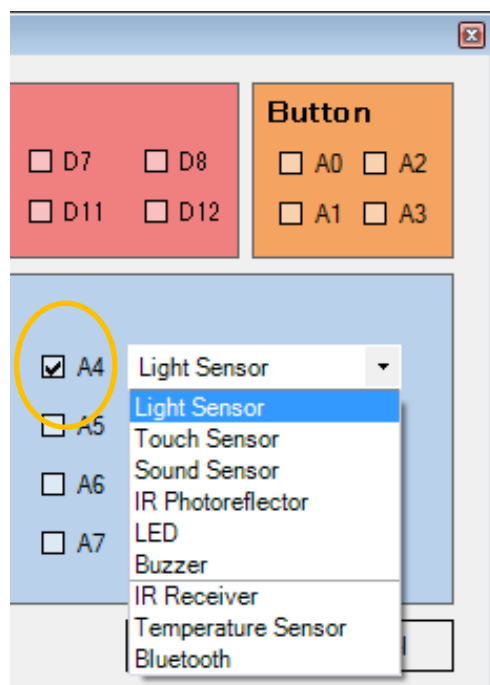 Button
D7 D8 A0 A2
D11 D12 A1 A3
A4 Light Sensor
Light Sensor
A5 Touch Sensor
Sound Sensor
A6 IR Photoreflector
LED
A7 Buzzer
IR Receiver
Temperature Sensor
Bluetooth